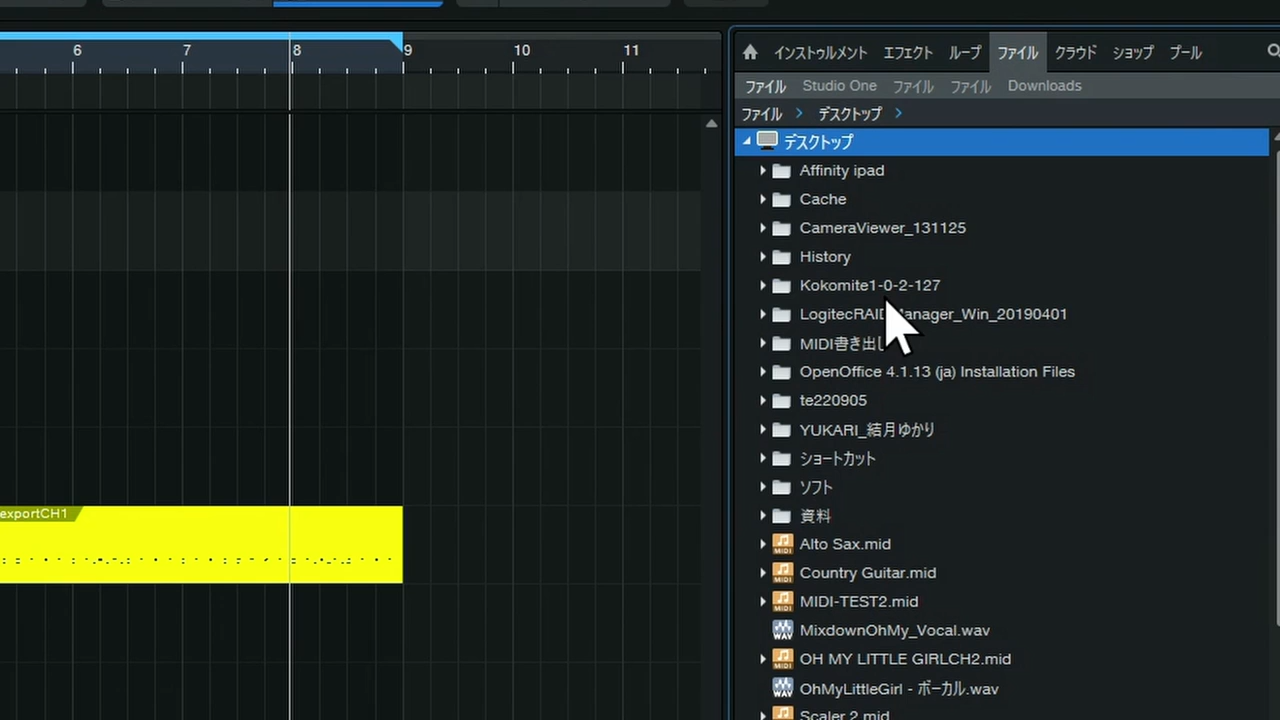 6 7 8 9 10 11
インストゥルメント エフェクト ループ ファイル クラウド ショップ プール
ファイル Studio One ファイル ファイル Downloads
ファイル > デスクトップ >
デスクトップ
Affinity ipad
Cache
CameraViewer_131125
History
Kokomite1-0-2-127
LogitecRAIDManager_Win_20190401
MIDI書き出し
OpenOffice 4.1.13 (ja) Installation Files
te220905
YUKARI_結月ゆかり
ショートカット
ソフト
資料
exportCH1
Alto Sax.mid
Country Guitar.mid
MIDI-TEST2.mid
MixdownOhMy_Vocal.wav
OH MY LITTLE GIRLCH2.mid
OhMyLittleGirl - ボーカル.wav
Scaler 2.mid